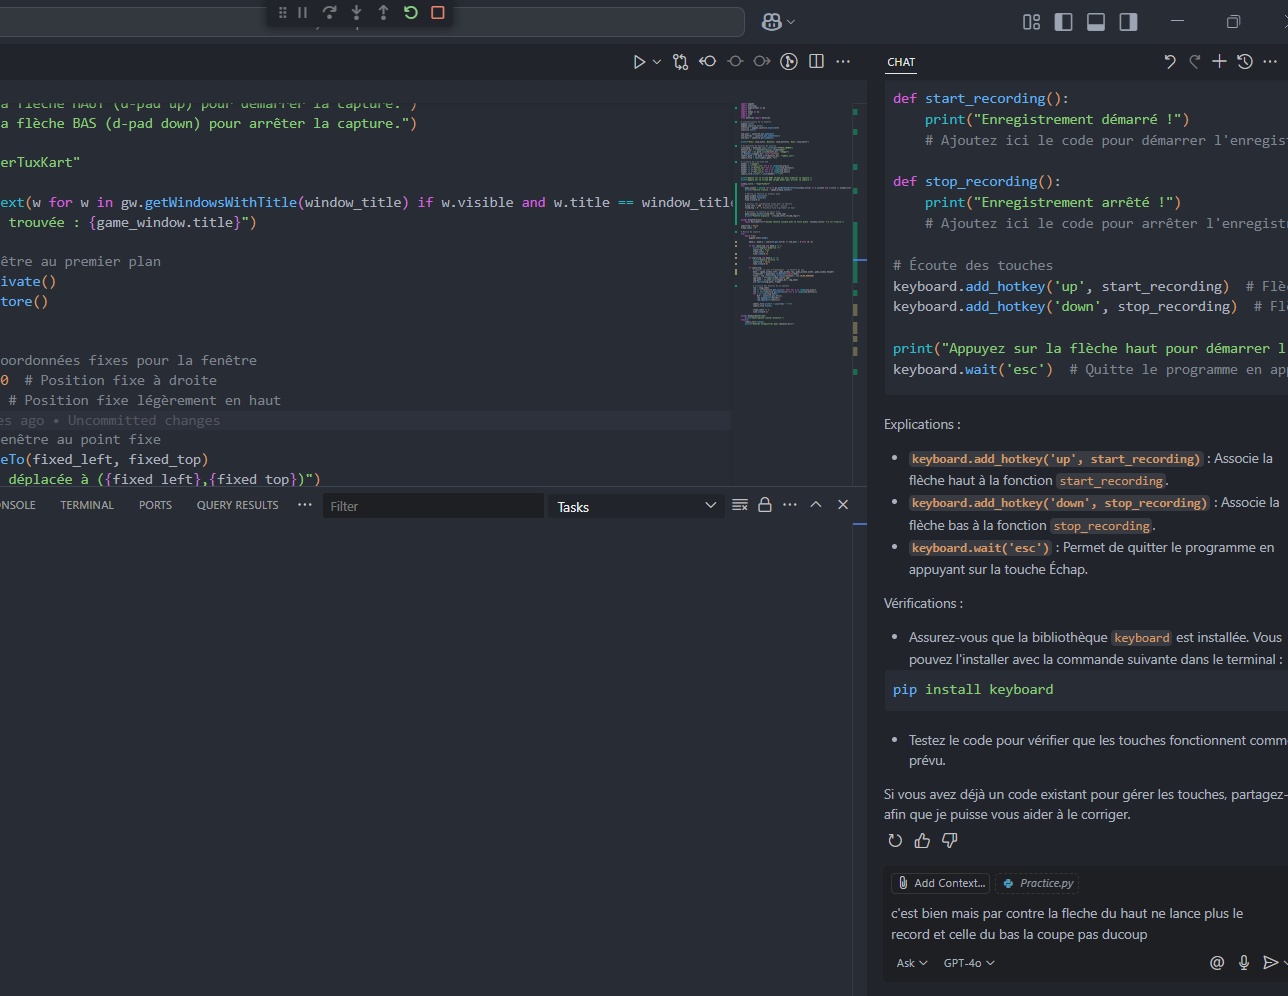 CHAT
a flèche HAUT (d-pad up) pour démarrer la capture.")
a flèche BAS (d-pad down) pour arrêter la capture.")
erTuxKart"
ext(w for w in gw.getWindowsWithTitle(window_title) if w.visible and w.title == window_title
trouvée : {game_window.title}")
être au premier plan
ivate()
tore()
oordonnées fixes pour la fenêtre
0  # Position fixe à droite
# Position fixe légèrement en haut
es ago • Uncommitted changes
enêtre au point fixe
eTo(fixed_left, fixed_top)
déplacée à ({fixed_left},{fixed_top})")
ONSOLE
TERMINAL
PORTS
QUERY RESULTS
Filter
Tasks
def start_recording():
    print("Enregistrement démarré !")
    # Ajoutez ici le code pour démarrer l'enregist
def stop_recording():
    print("Enregistrement arrêté !")
    # Ajoutez ici le code pour arrêter l'enregistr
# Écoute des touches
keyboard.add_hotkey('up', start_recording)  # Flè
keyboard.add_hotkey('down', stop_recording)  # Fl
print("Appuyez sur la flèche haut pour démarrer l
keyboard.wait('esc')  # Quitte le programme en ap
Explications :
• keyboard.add_hotkey('up', start_recording) : Associe la
flèche haut à la fonction start_recording.
• keyboard.add_hotkey('down', stop_recording) : Associe la
flèche bas à la fonction stop_recording.
• keyboard.wait('esc') : Permet de quitter le programme en
appuyant sur la touche Échap.
Vérifications :
• Assurez-vous que la bibliothèque keyboard est installée. Vous
pouvez l'installer avec la commande suivante dans le terminal :
pip install keyboard
• Testez le code pour vérifier que les touches fonctionnent comm
prévu.
Si vous avez déjà un code existant pour gérer les touches, partagez-
afin que je puisse vous aider à le corriger.
Add Context...
Practice.py
c'est bien mais par contre la fleche du haut ne lance plus le
record et celle du bas la coupe pas ducoup
Ask
GPT-4o